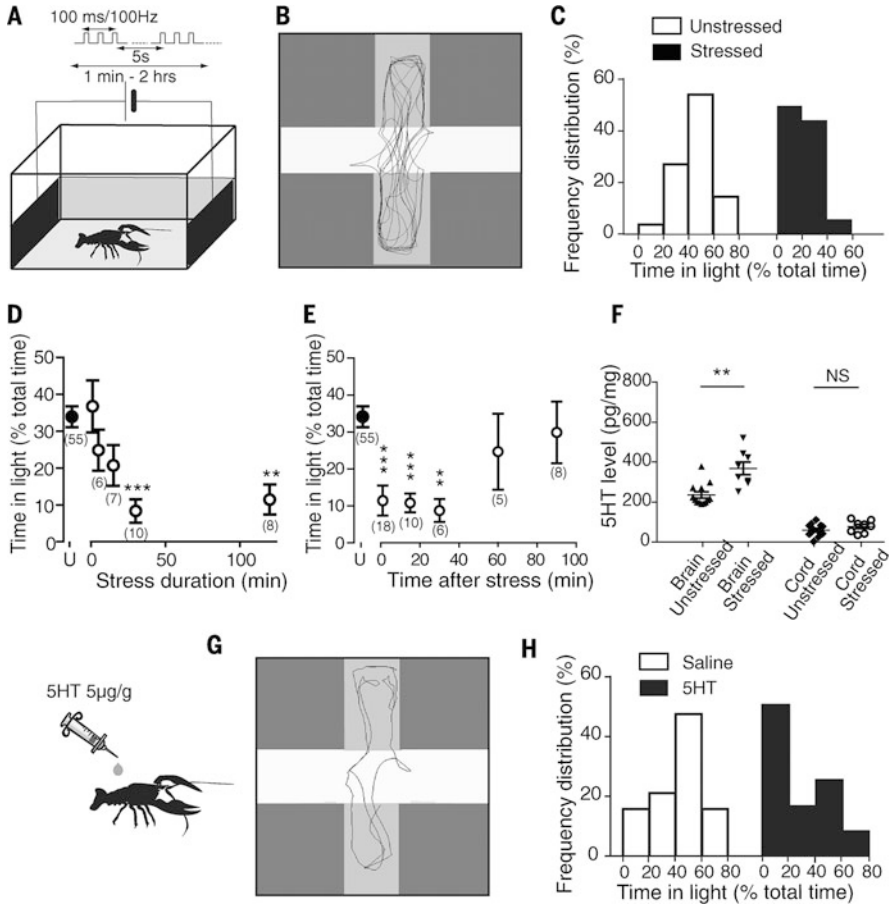 A
100 ms/100Hz
5s
1 min - 2 hrs
B
C
Unstressed
Stressed
Frequency distribution (%)
60
40
20
0
0 20 40 60 80
0 20 40 60
Time in light (% total time)
D
Time in light (% total time)
50
40
30
20
10
0
(55)
(6)
(7)
***
(10)
**
(8)
U 0 50 100
Stress duration (min)
E
Time in light (% total time)
50
40
30
20
10
0
(55)
***
(18)
***
(10)
**
(6)
(5)
(8)
U 0 20 40 60 80 100
Time after stress (min)
F
5HT level (pg/mg)
800
600
400
200
0
**
NS
Brain
Unstressed
Brain
Stressed
Cord
Unstressed
Cord
Stressed
5HT 5µg/g
G
H
Saline
5HT
Frequency distribution (%)
60
40
20
0
0 20 40 60 80
0 20 40 60 80
Time in light (% total time)